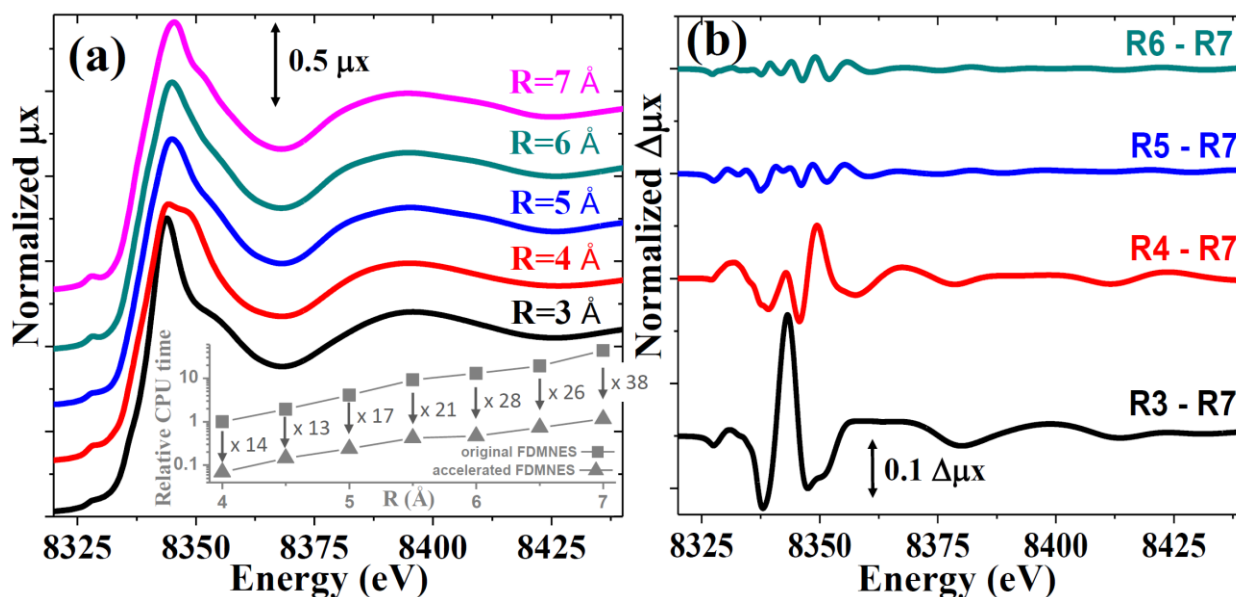 (a)
0.5 μx
R=7 Å
R=6 Å
R=5 Å
R=4 Å
R=3 Å
Normalized μx
Relative CPU time
10
1
0.1
x 14
x 13
x 17
x 21
x 28
x 26
x 38
original FDMNES
accelerated FDMNES
4 5 6 7
R (Å)
8325 8350 8375 8400 8425
Energy (eV)
(b)
R6 - R7
R5 - R7
R4 - R7
R3 - R7
0.1 Δμx
Normalized Δμx
8325 8350 8375 8400 8425
Energy (eV)